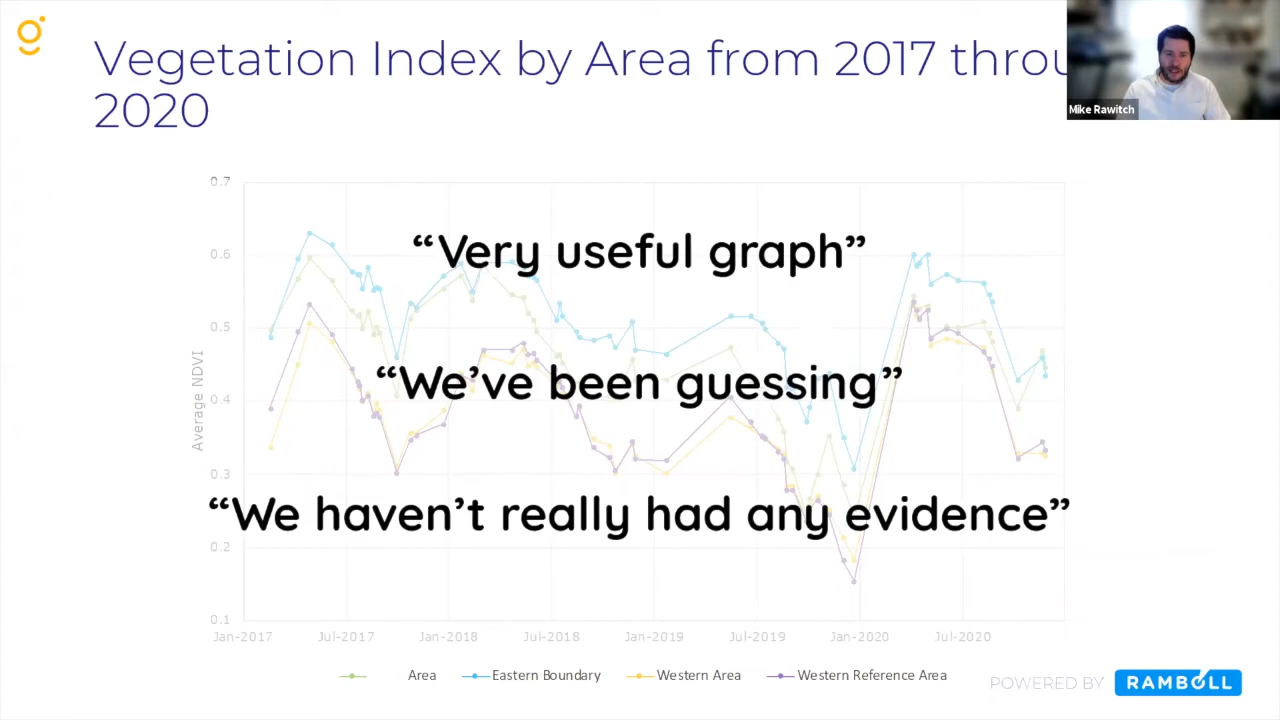 Vegetation Index by Area from 2017 throu
2020
Mike Rawitch
0.7
0.6
0.5
0.4
0.3
0.2
0.1
Average NDVI
“Very useful graph”
“We’ve been guessing”
“We haven’t really had any evidence”
Jan-2017 Jul-2017 Jan-2018 Jul-2018 Jan-2019 Jul-2019 Jan-2020 Jul-2020
Area Eastern Boundary Western Area Western Reference Area
POWERED BY RAMBOLL